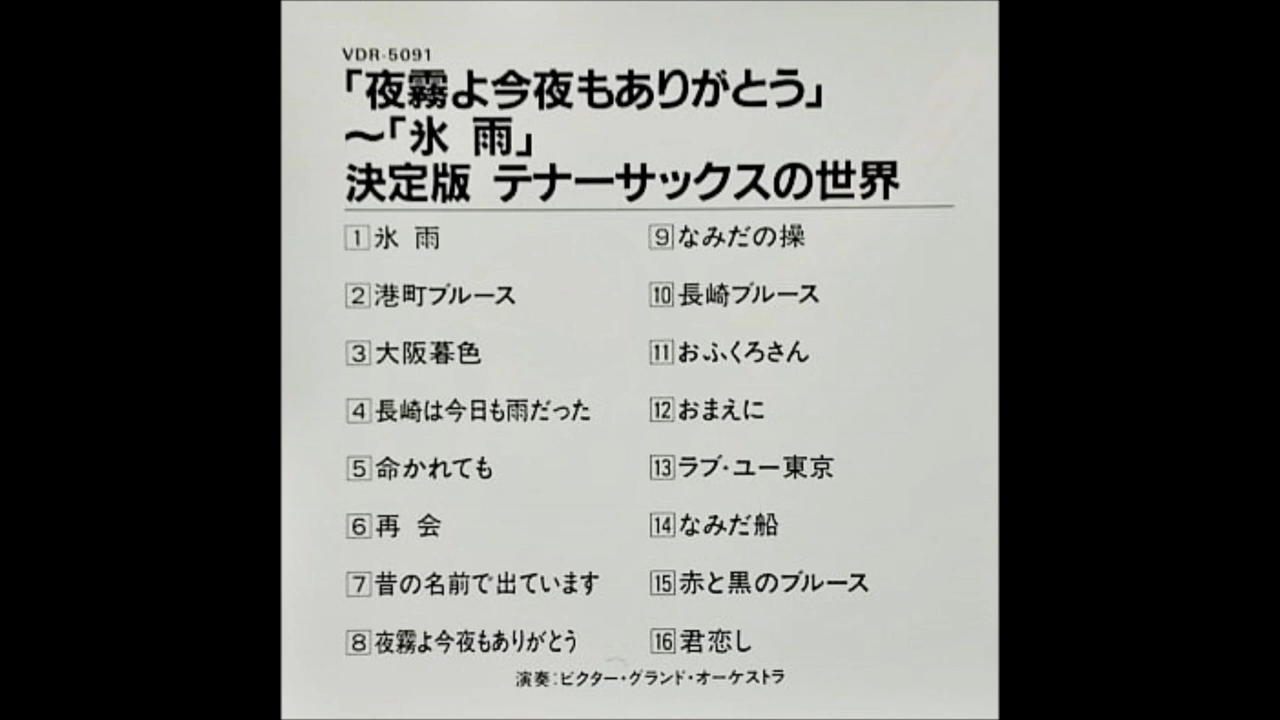 VDR-5091
「夜霧よ今夜もありがとう」
～「氷 雨」
決定版 テナーサックスの世界
1 氷 雨
2 港町ブルース
3 大阪暮色
4 長崎は今日も雨だった
5 命かれても
6 再 会
7 昔の名前で出ています
8 夜霧よ今夜もありがとう
9 なみだの操
10 長崎ブルース
11 おふくろさん
12 おまえに
13 ラブ・ユー東京
14 なみだ船
15 赤と黒のブルース
16 君恋し
演奏:ビクター・グランド・オーケストラ